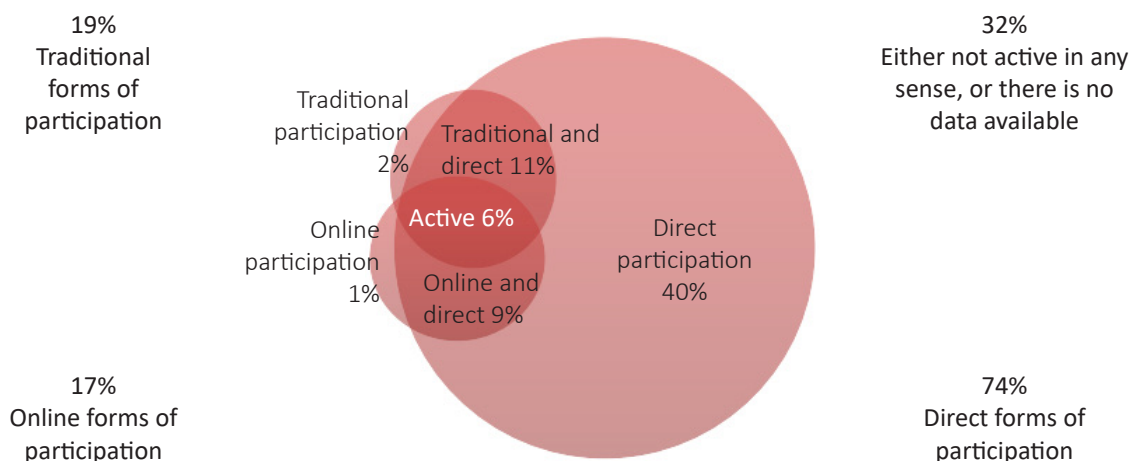 19%
Traditional
forms of
participation
32%
Either not active in any
sense, or there is no
data available
Traditional
participation
2%
Traditional and
direct 11%
Active 6%
Online
participation
1%
Online and
direct 9%
Direct
participation
40%
17%
Online forms of
participation
74%
Direct forms of
participation